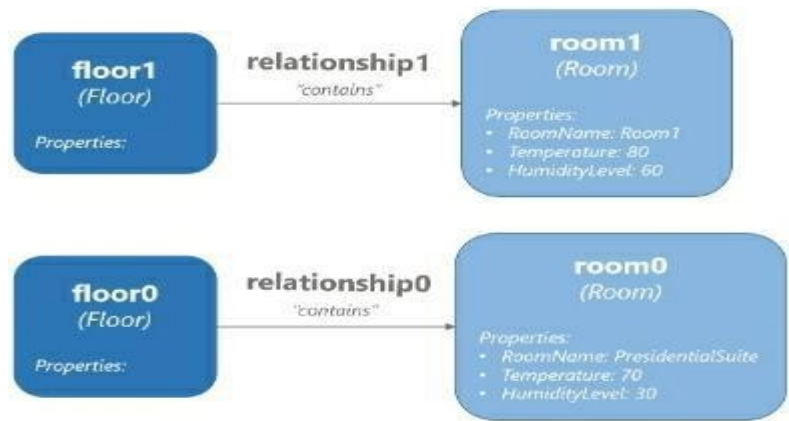 floor1
(Floor)
Properties:
relationship1
"contains"
room1
(Room)
Properties:
• RoomName: Room1
• Temperature: 80
• HumidityLevel: 60
floor0
(Floor)
Properties:
relationship0
"contains"
room0
(Room)
Properties:
• RoomName: PresidentialSuite
• Temperature: 70
• HumidityLevel: 30